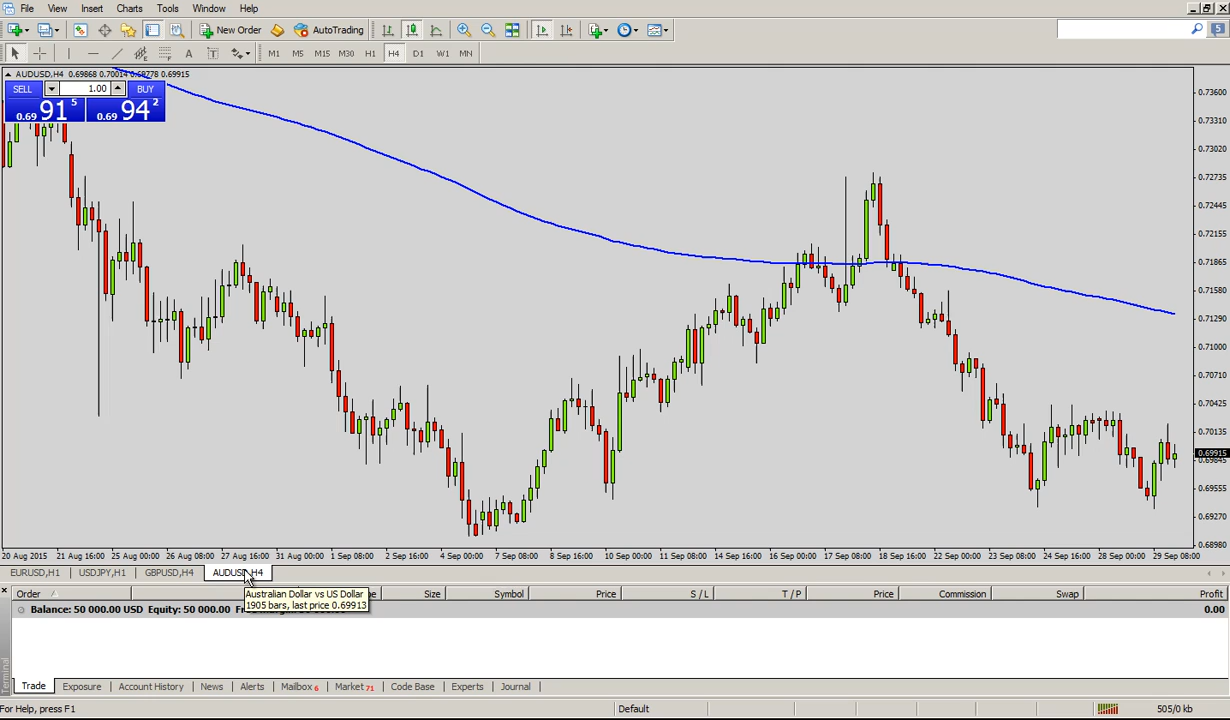 File View Insert Charts Tools Window Help
New Order AutoTrading 5
A T M1 M5 M15 M30 H1 H4 D1 W1 MN
AUDUSD,H4 0.69868 0.70014 0.69778 0.69915
SELL 1.00 BUY
0.69 91 5 0.69 94 2
0.73600
0.73310
0.73020
0.72735
0.72445
0.72155
0.71865
0.71580
0.71290
0.71000
0.70710
0.70425
0.70135
0.69915
0.69845
0.69555
0.69270
0.68980
20 Aug 2015 21 Aug 16:00 25 Aug 00:00 26 Aug 08:00 27 Aug 16:00 31 Aug 00:00 1 Sep 08:00 2 Sep 16:00 4 Sep 00:00 7 Sep 08:00 8 Sep 16:00 10 Sep 00:00 11 Sep 08:00 14 Sep 16:00 16 Sep 00:00 17 Sep 08:00 18 Sep 16:00 22 Sep 00:00 23 Sep 08:00 24 Sep 16:00 28 Sep 00:00 29 Sep 08:00
EURUSD,H1 USDJPY,H1 GBPUSD,H4 AUDUSD,H4
Australian Dollar vs US Dollar
1905 bars, last price 0.69913
Order Size Symbol Price S / L T / P Price Commission Swap Profit
Balance: 50 000.00 USD Equity: 50 000.00 0.00
Terminal
Trade Exposure Account History News Alerts Mailbox 6 Market 71 Code Base Experts Journal
For Help, press F1 Default 505/0 kb